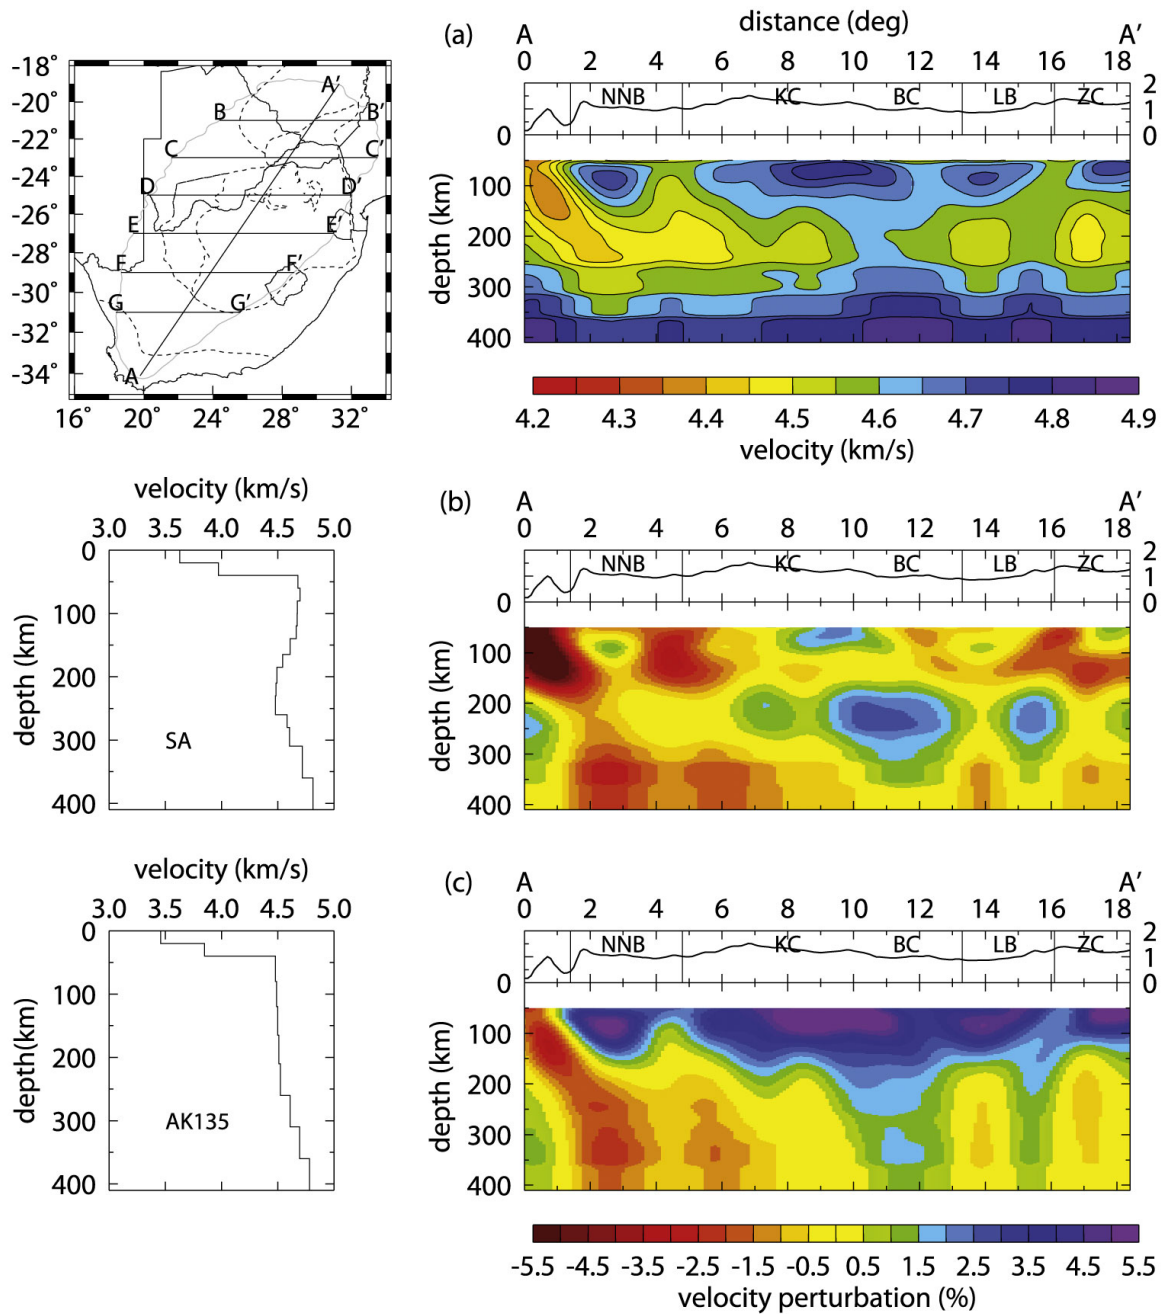 (a) A distance (deg) A’
0 2 4 6 8 10 12 14 16 18
NNB KC BC LB ZC
2
1
0 0
100
200
300
400
depth (km)
4.2 4.3 4.4 4.5 4.6 4.7 4.8 4.9
velocity (km/s)
-18°
-20°
-22°
-24°
-26°
-28°
-30°
-32°
-34°
16° 20° 24° 28° 32°
A’
B B’
C C’
D D’
E E’
F F’
G G’
A
velocity (km/s)
3.0 3.5 4.0 4.5 5.0
0
100
200
300
400
depth (km)
SA
(b) A A’
0 2 4 6 8 10 12 14 16 18
NNB KC BC LB ZC
2
1
0 0
100
200
300
400
depth (km)
velocity (km/s)
3.0 3.5 4.0 4.5 5.0
0
100
200
300
400
depth(km)
AK135
(c) A A’
0 2 4 6 8 10 12 14 16 18
NNB KC BC LB ZC
2
1
0 0
100
200
300
400
depth (km)
-5.5 -4.5 -3.5 -2.5 -1.5 -0.5 0.5 1.5 2.5 3.5 4.5 5.5
velocity perturbation (%)